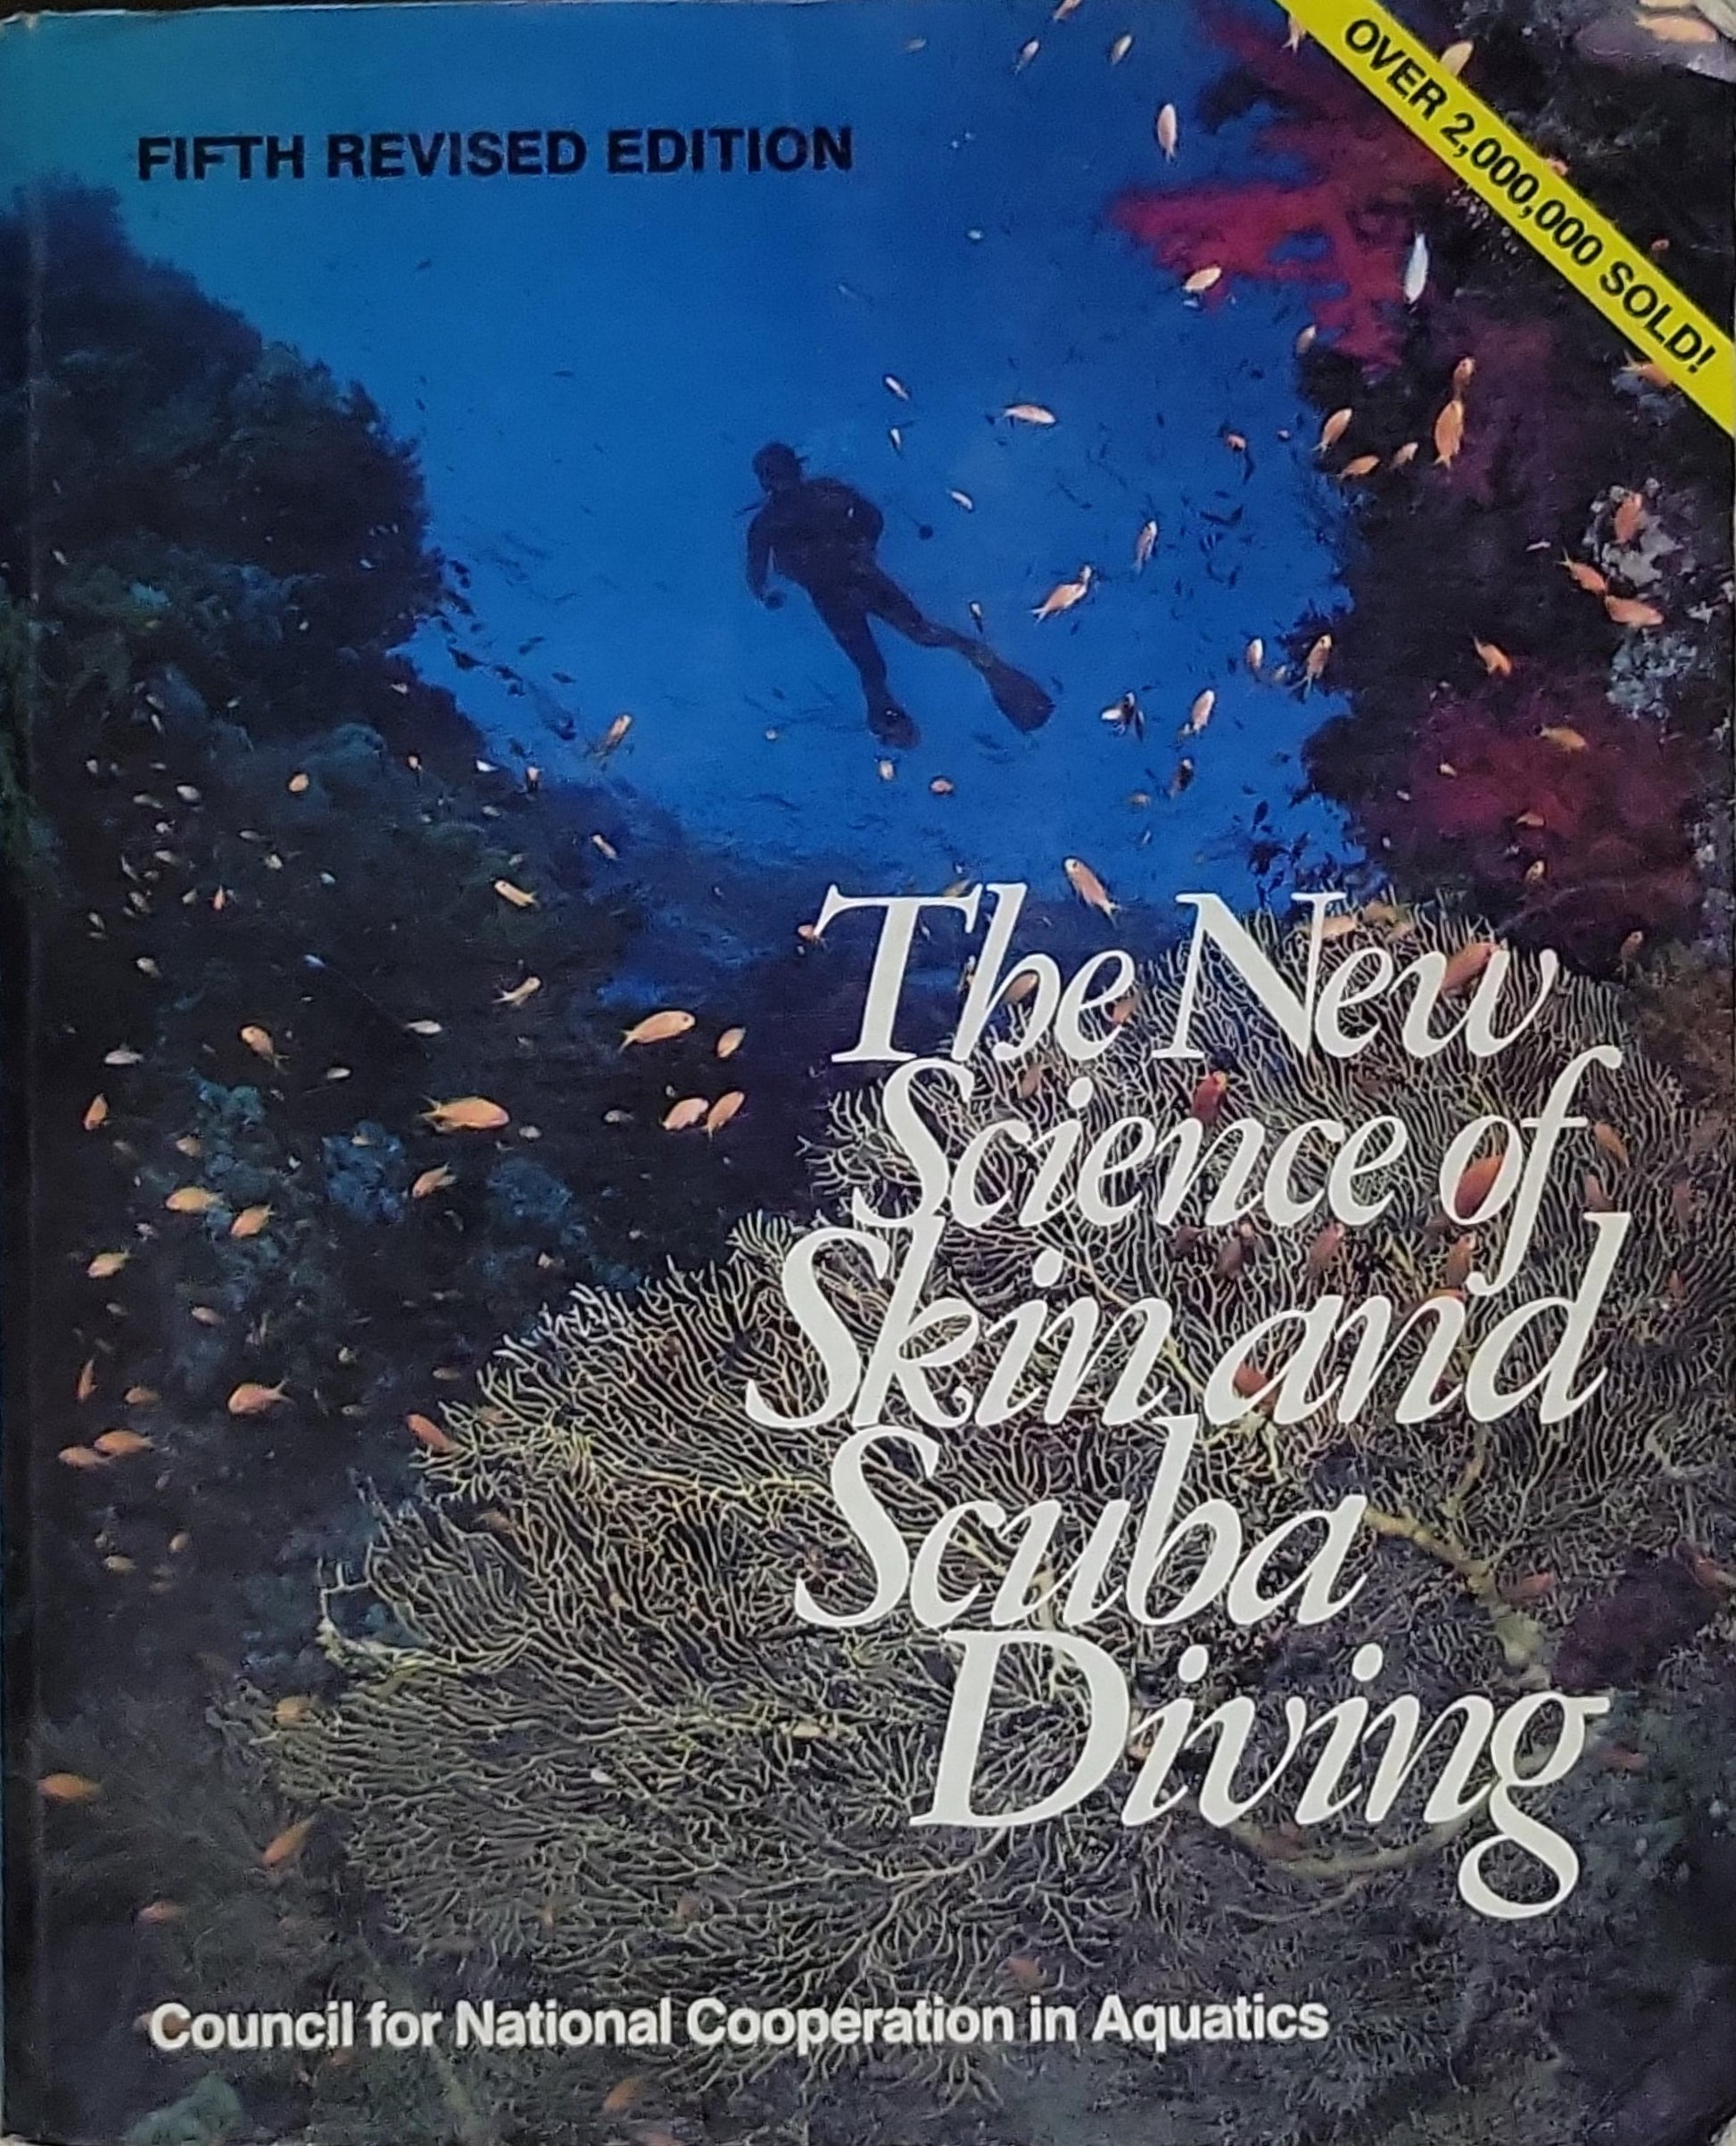 OVER 2,000,000 SOLD!
FIFTH REVISED EDITION
The New
Science of
Skin and
Scuba
Diving
Council for National Cooperation in Aquatics